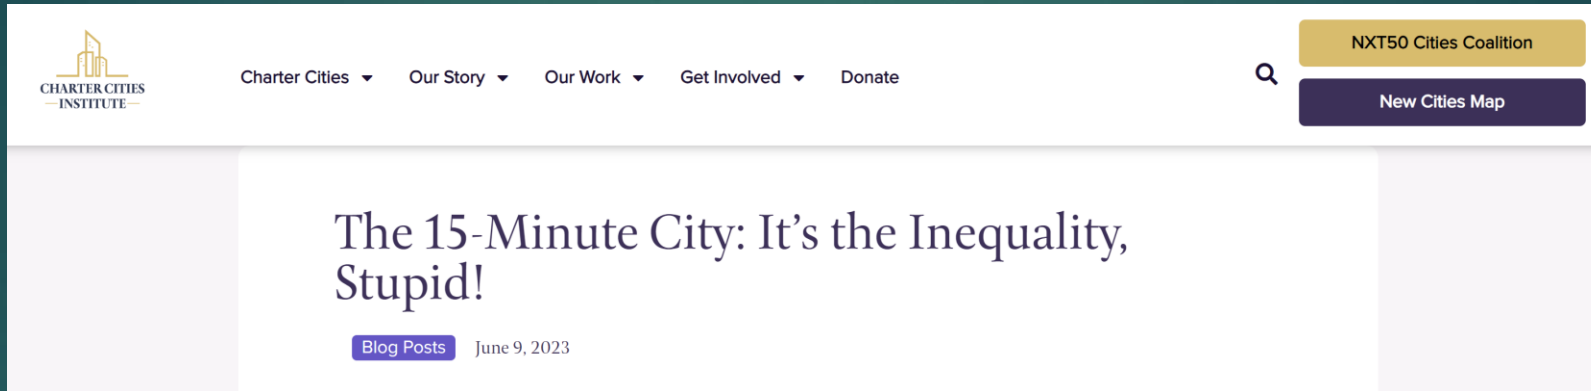 CHARTER CITIES
INSTITUTE
Charter Cities
Our Story
Our Work
Get Involved
Donate
NXT50 Cities Coalition
New Cities Map
The 15-Minute City: It’s the Inequality,
Stupid!
Blog Posts June 9, 2023